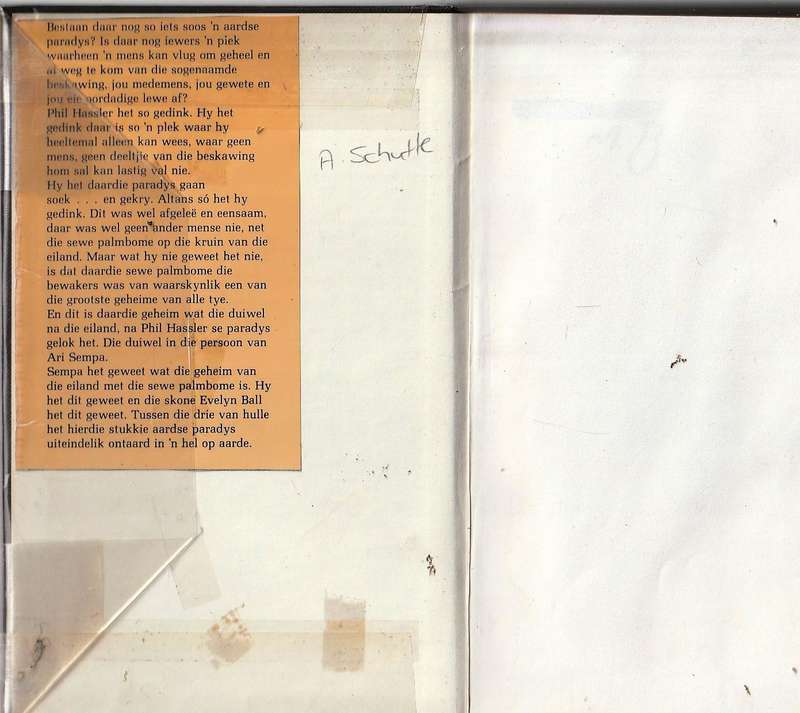 Bestaan daar nog so iets soos 'n aardse
paradys? Is daar nog iewers 'n piek
waarheen 'n mens kan vlug om geheel en
al weg te kom van die sogenaamde
beskawing, jou medemens, jou gewete en
jou eie oordadige lewe af?
Phil Hassler het so gedink. Hy het
gedink daar is so 'n plek waar hy
heeltemal alleen kan wees, waar geen
mens, geen deeltjie van die beskawing
hom sal kan lastig val nie.
Hy het daardie paradys gaan
soek . . . en gekry. Altans só het hy
gedink. Dit was wel afgeleë en eensaam,
daar was wel geen ander mense nie, net
die sewe palmbome op die kruin van die
eiland. Maar wat hy nie geweet het nie,
is dat daardie sewe palmbome die
bewakers was van waarskynlik een van
die grootste geheime van alle tye.
En dit is daardie geheim wat die duiwel
na die eiland, na Phil Hassler se paradys
gelok het. Die duiwel in die persoon van
Ari Sempa.
Sempa het geweet wat die geheim van
die eiland met die sewe palmbome is. Hy
het dit geweet en die skone Evelyn Ball
het dit geweet. Tussen die drie van hulle
het hierdie stukkie aardse paradys
uiteindelik ontaard in 'n hel op aarde.
A. Schutte